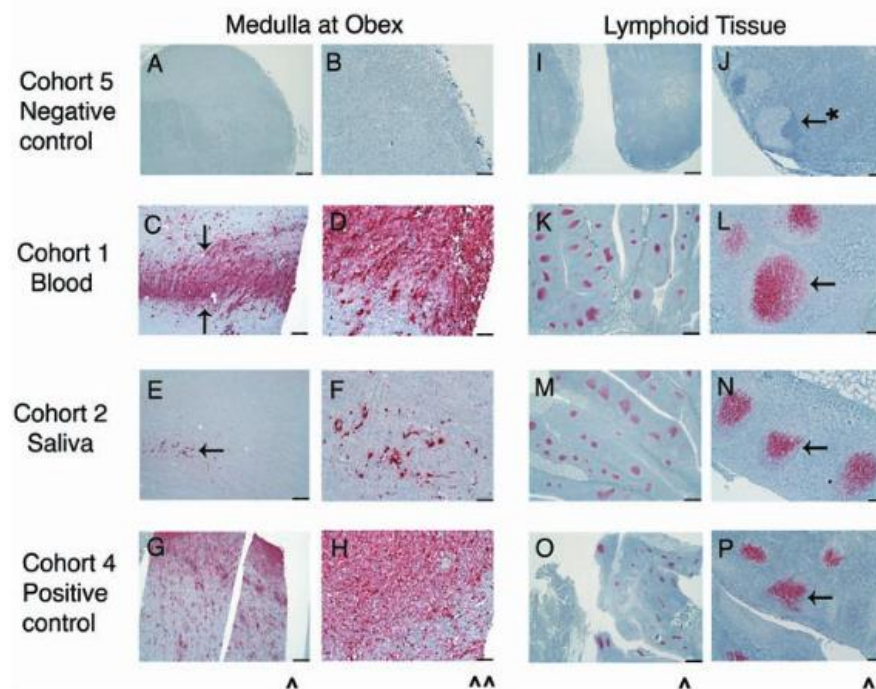 Medulla at Obex Lymphoid Tissue
Cohort 5
Negative
control
A B I J
*
Cohort 1
Blood
C D K L
Cohort 2
Saliva
E F M N
Cohort 4
Positive
control
G H O P
^ ^^ ^ ^